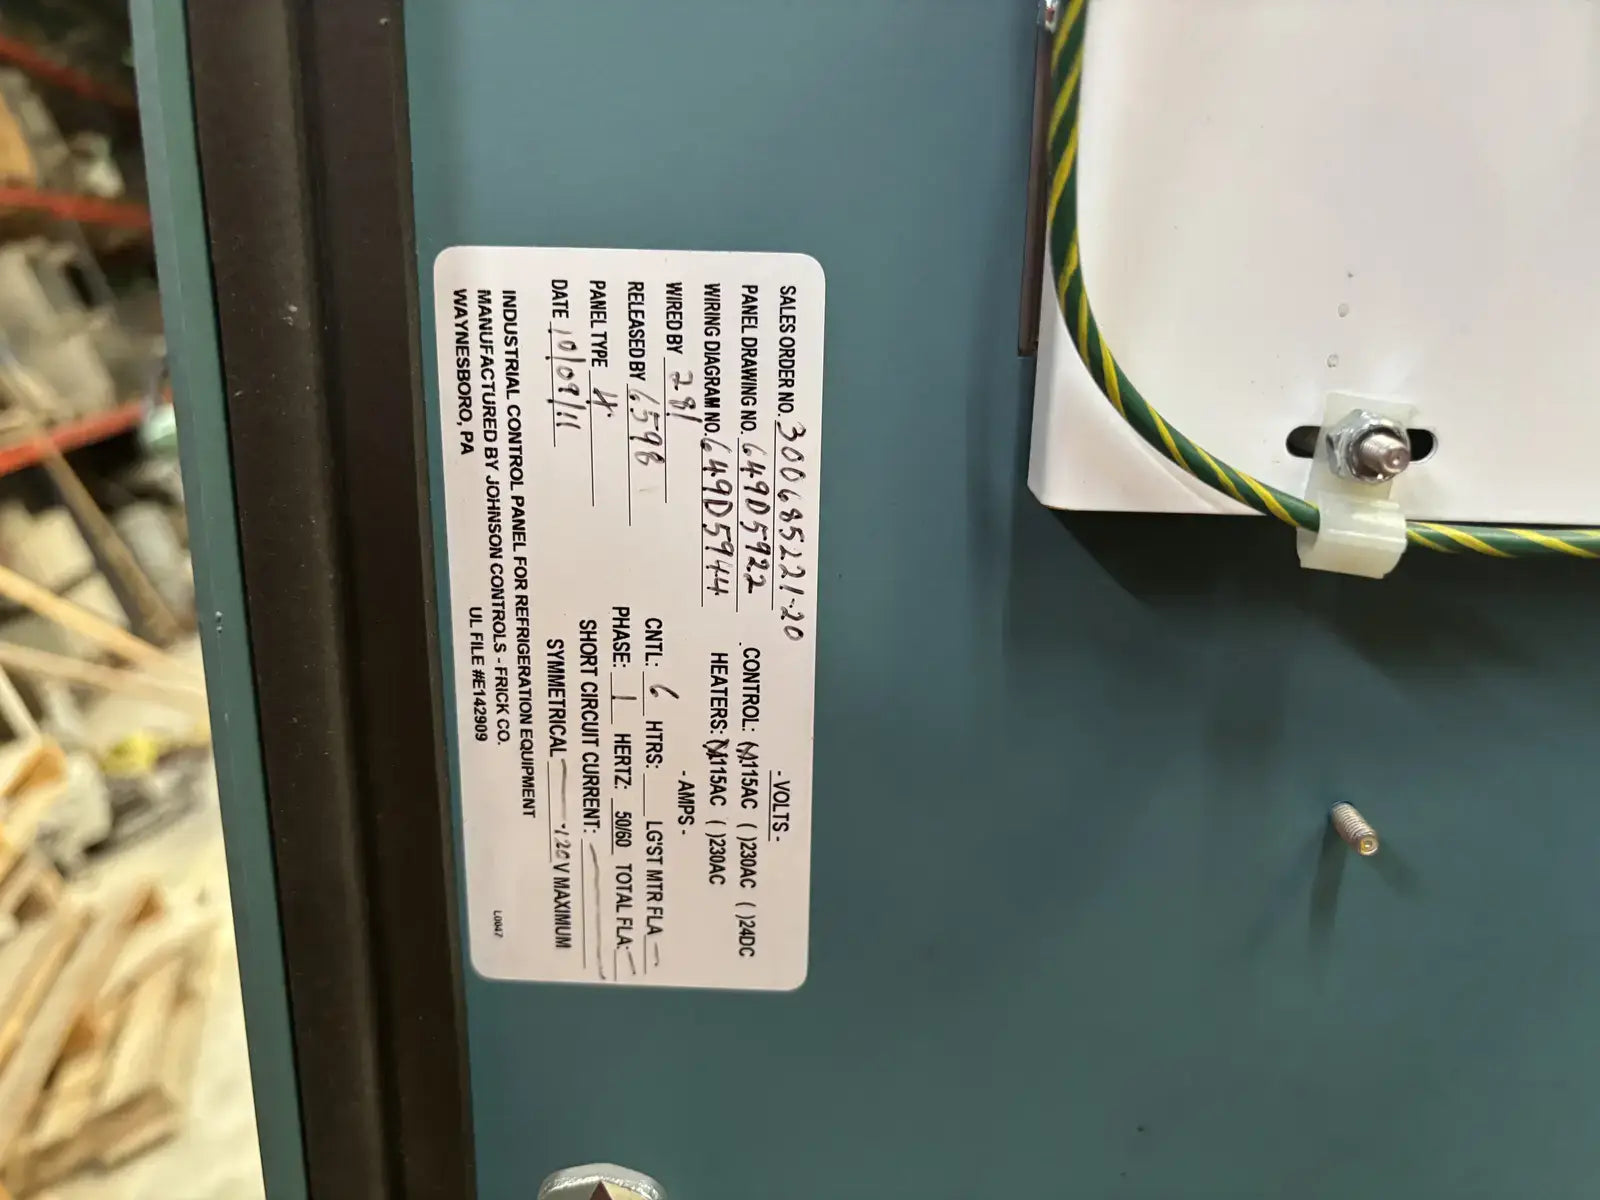 SALES ORDER NO. 300685221-20
PANEL DRAWING NO. 649D5922
WIRING DIAGRAM NO. 649D5944
WIRED BY 281
RELEASED BY 6598
PANEL TYPE 4
DATE 10/09/11
- VOLTS -
CONTROL: (X)115AC ( )230AC ( )24DC
HEATERS: (X)115AC ( )230AC
- AMPS -
CNTL: 6 HTRS: LG'ST MTR FLA —
PHASE: 1 HERTZ: 50/60 TOTAL FLA: —
SHORT CIRCUIT CURRENT: —
SYMMETRICAL — 120 V MAXIMUM
INDUSTRIAL CONTROL PANEL FOR REFRIGERATION EQUIPMENT
MANUFACTURED BY JOHNSON CONTROLS - FRICK CO.
WAYNESBORO, PA UL FILE #E142909
L0047